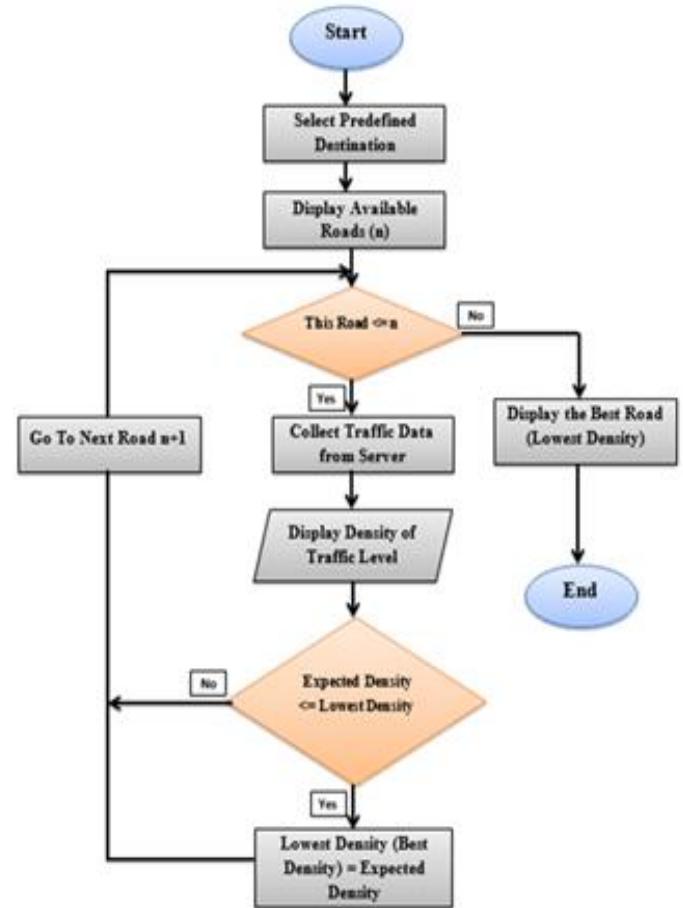 Start
Select Predefined
Destination
Display Available
Roads (n)
This Road <= n
No
Yes
Go To Next Road n+1
Collect Traffic Data
from Server
Display the Best Road
(Lowest Density)
Display Density of
Traffic Level
End
Expected Density
<= Lowest Density
No
Yes
Lowest Density (Best
Density) = Expected
Density